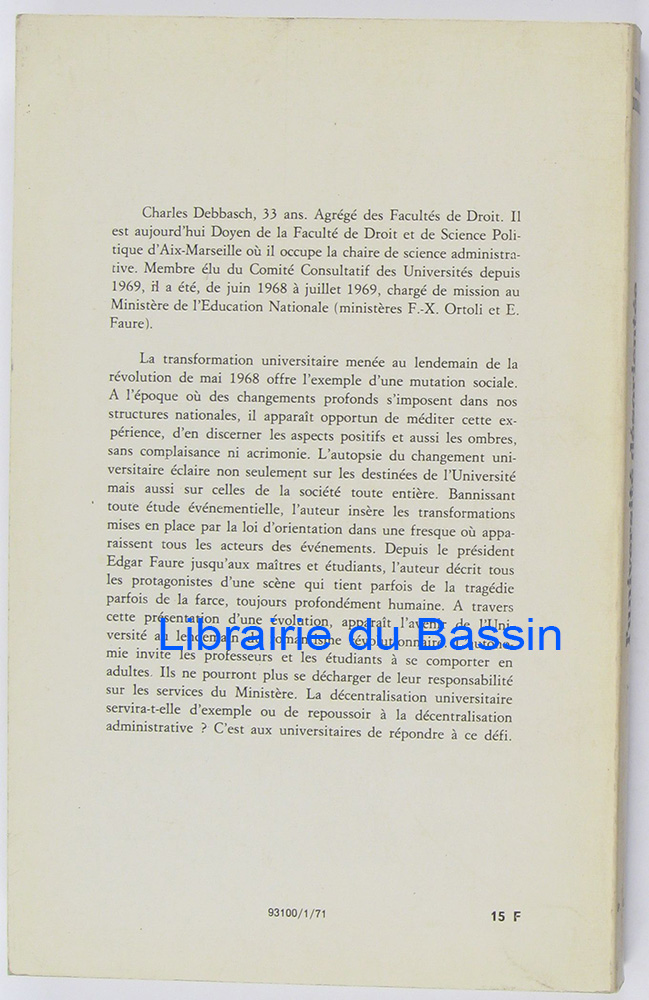 Charles Debbasch, 33 ans. Agrégé des Facultés de Droit. Il
est aujourd'hui Doyen de la Faculté de Droit et de Science Poli-
tique d'Aix-Marseille où il occupe la chaire de science administra-
tive. Membre élu du Comité Consultatif des Universités depuis
1969, il a été, de juin 1968 à juillet 1969, chargé de mission au
Ministère de l'Education Nationale (ministères F.-X. Ortoli et E.
Faure).
La transformation universitaire menée au lendemain de la
révolution de mai 1968 offre l'exemple d'une mutation sociale.
A l'époque où des changements profonds s'imposent dans nos
structures nationales, il apparaît opportun de méditer cette ex-
périence, d'en discerner les aspects positifs et aussi les ombres,
sans complaisance ni acrimonie. L'autopsie du changement uni-
versitaire éclaire non seulement sur les destinées de l'Université
mais aussi sur celles de la société toute entière. Bannissant
toute étude événementielle, l'auteur insère les transformations
mises en place par la loi d'orientation dans une fresque où appa-
raissent tous les acteurs des événements. Depuis le président
Edgar Faure jusqu'aux maîtres et étudiants, l'auteur décrit tous
les protagonistes d'une scène qui tient parfois de la tragédie
parfois de la farce, toujours profondément humaine. A travers
cette présentation d'une évolution, apparaît l'avenir de l'Uni-
versité au lendemain du romantisme révolutionnaire.
Librairie du Bassin
mie invite les professeurs et les étudiants à se comporter en
adultes. Ils ne pourront plus se décharger de leur responsabilité
sur les services du Ministère. La décentralisation universitaire
servira-t-elle d'exemple ou de repoussoir à la décentralisation
administrative ? C'est aux universitaires de répondre à ce défi.
93100/1/71
15 F